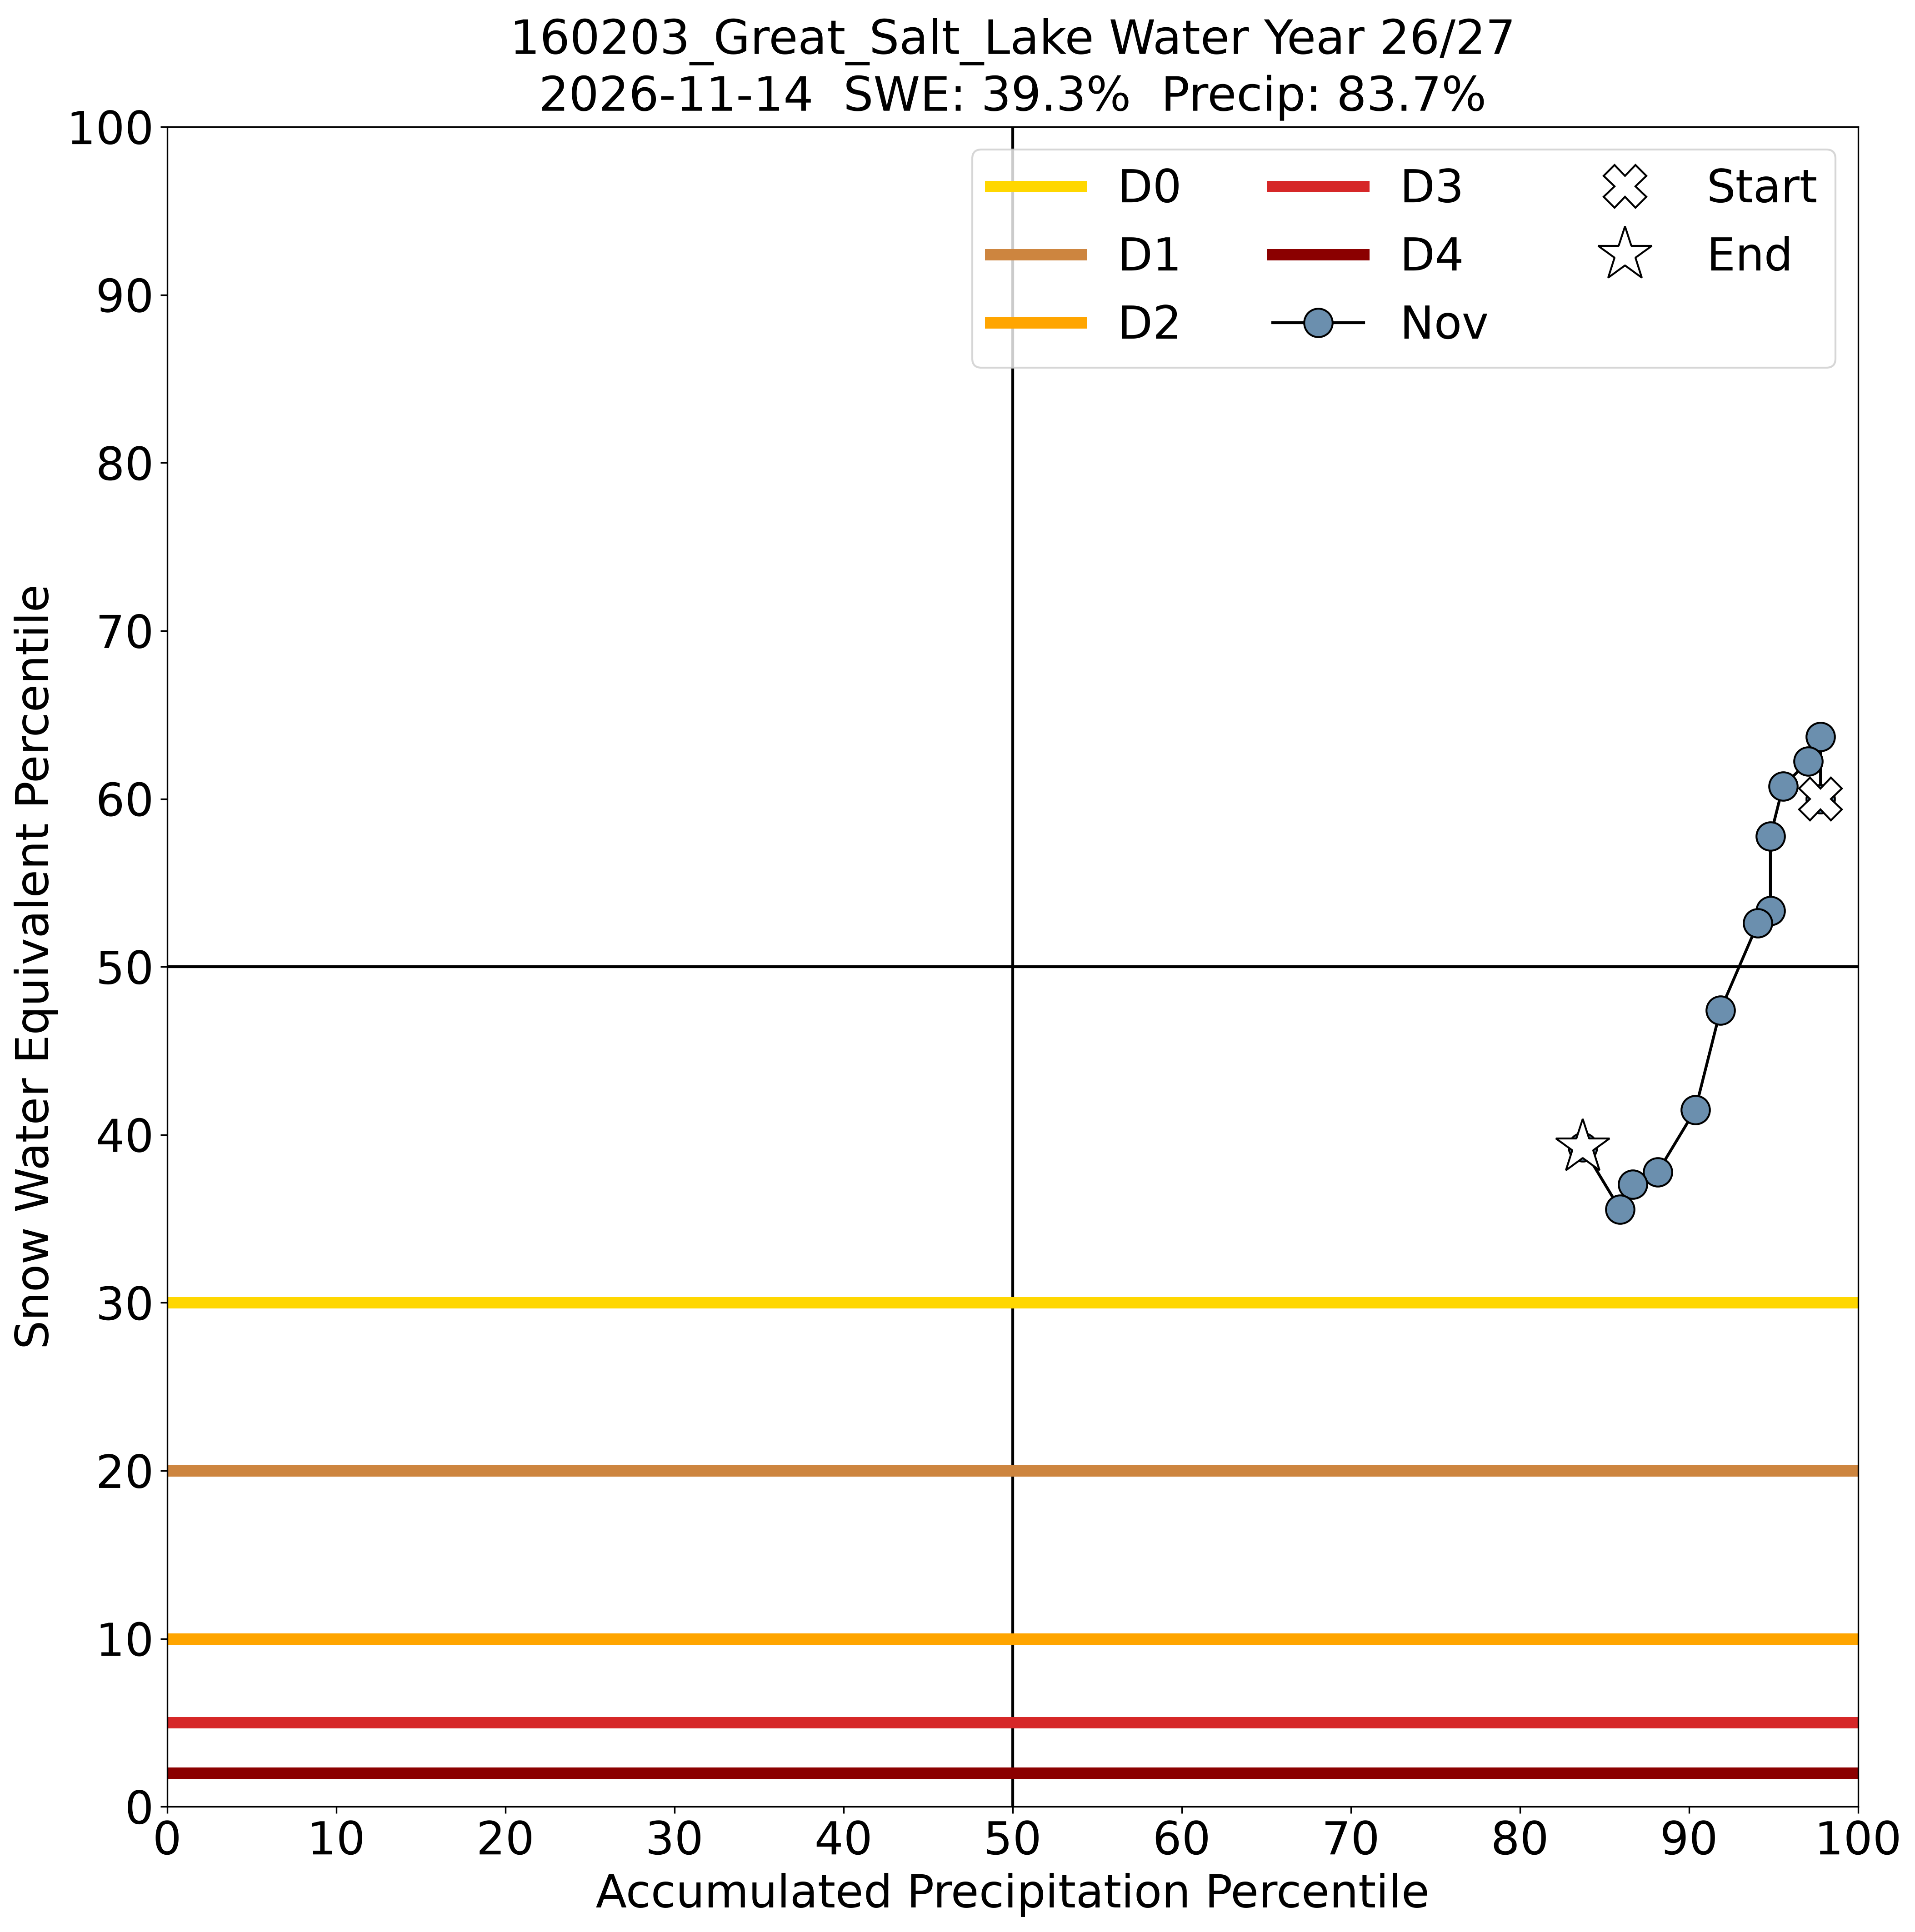 160203_Great_Salt_Lake Water Year 26/27
2026-11-14  SWE: 39.3%  Precip: 83.7%
100
90
80
70
60
50
40
30
20
10
0
Snow Water Equivalent Percentile
D0
D1
D2
D3
D4
Nov
Start
End
0 10 20 30 40 50 60 70 80 90 100
Accumulated Precipitation Percentile